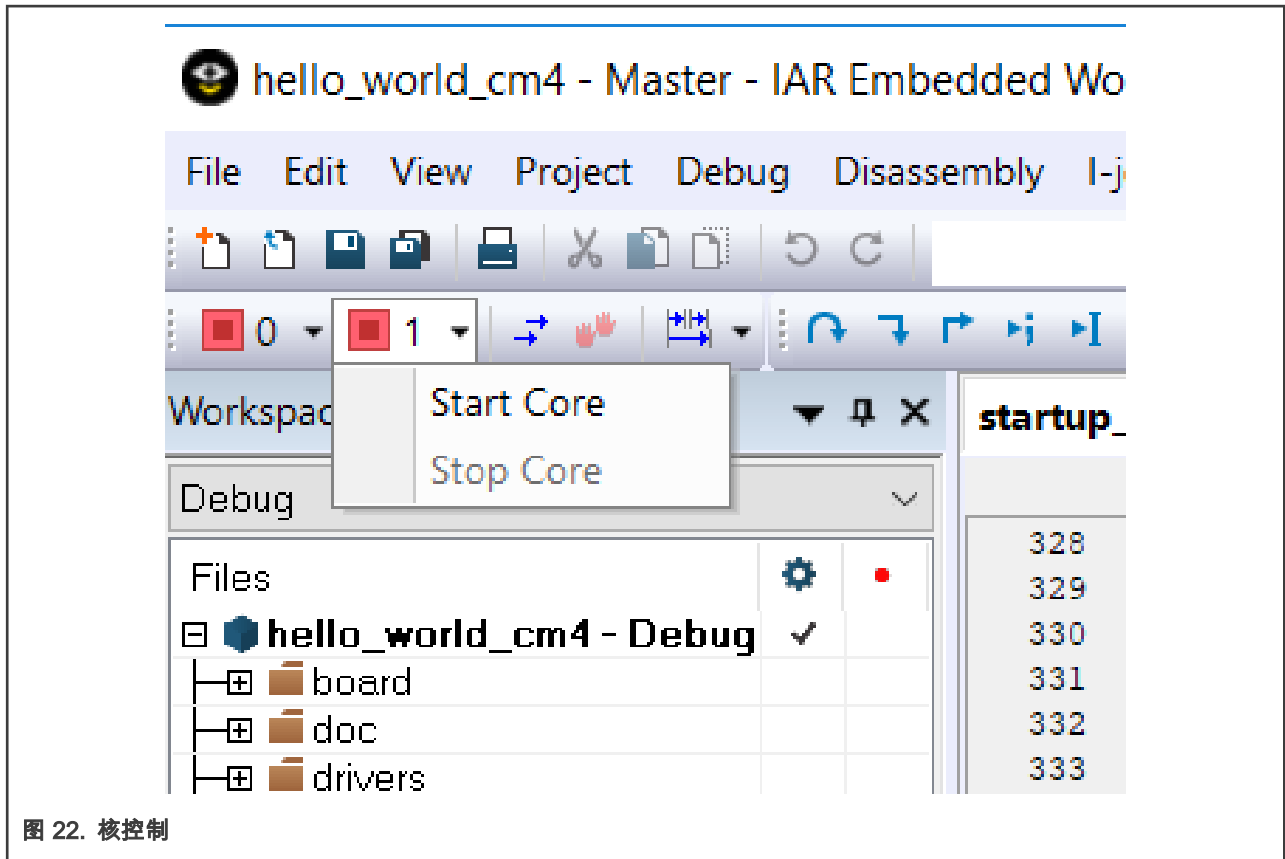 hello_world_cm4 - Master - IAR Embedded Wo
File Edit View Project Debug Disassembly I-j
0 1
Start Core
Stop Core
Workspac
startup_
Debug
Files
hello_world_cm4 - Debug
board
doc
drivers
328
329
330
331
332
333
图 22. 核控制